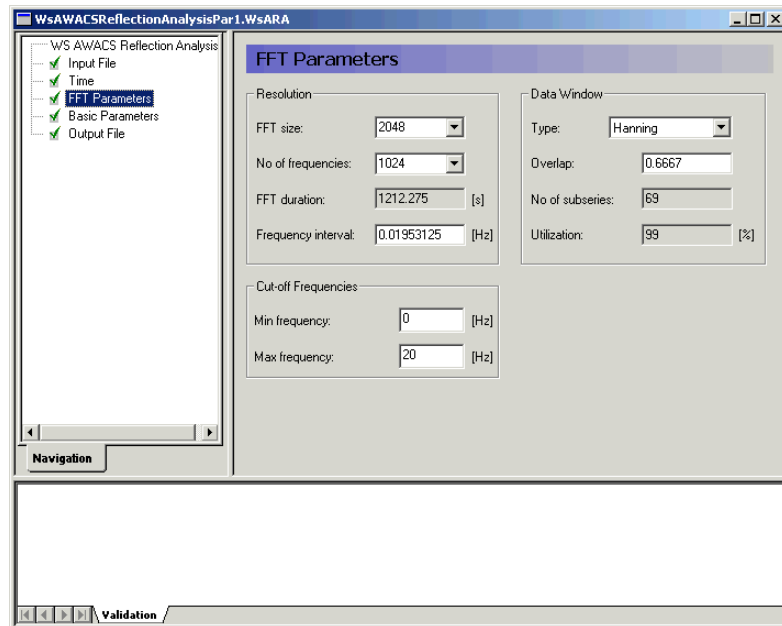 WsAWACSReflectionAnalysisPar1.WsARA
WS AWACS Reflection Analysis
Input File
Time
FFT Parameters
Basic Parameters
Output File
Navigation
FFT Parameters
Resolution
FFT size: 2048
No of frequencies: 1024
FFT duration: 1212.275 [s]
Frequency interval: 0.01953125 [Hz]
Data Window
Type: Hanning
Overlap: 0.6667
No of subseries: 69
Utilization: 99 [%]
Cut-off Frequencies
Min frequency: 0 [Hz]
Max frequency: 20 [Hz]
Validation